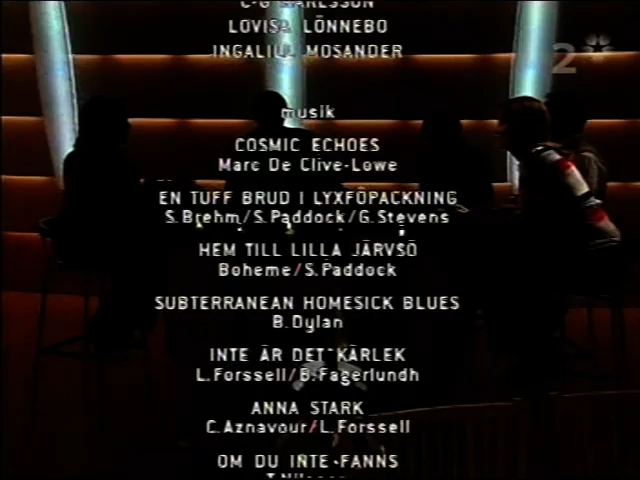 C-G CARLSSON
LOVISA LÖNNEBO
INGALILL MOSANDER
2
musik
COSMIC ECHOES
Marc De Clive-Lowe
EN TUFF BRUD I LYXFÖPACKNING
S.Brehm/S.Paddock/G.Stevens
HEM TILL LILLA JÄRVSÖ
Boheme/S.Paddock
SUBTERRANEAN HOMESICK BLUES
B.Dylan
INTE ÄR DET KÄRLEK
L.Forssell/B.Fagerlundh
ANNA STARK
C.Aznavour/L.Forssell
OM DU INTE FANNS